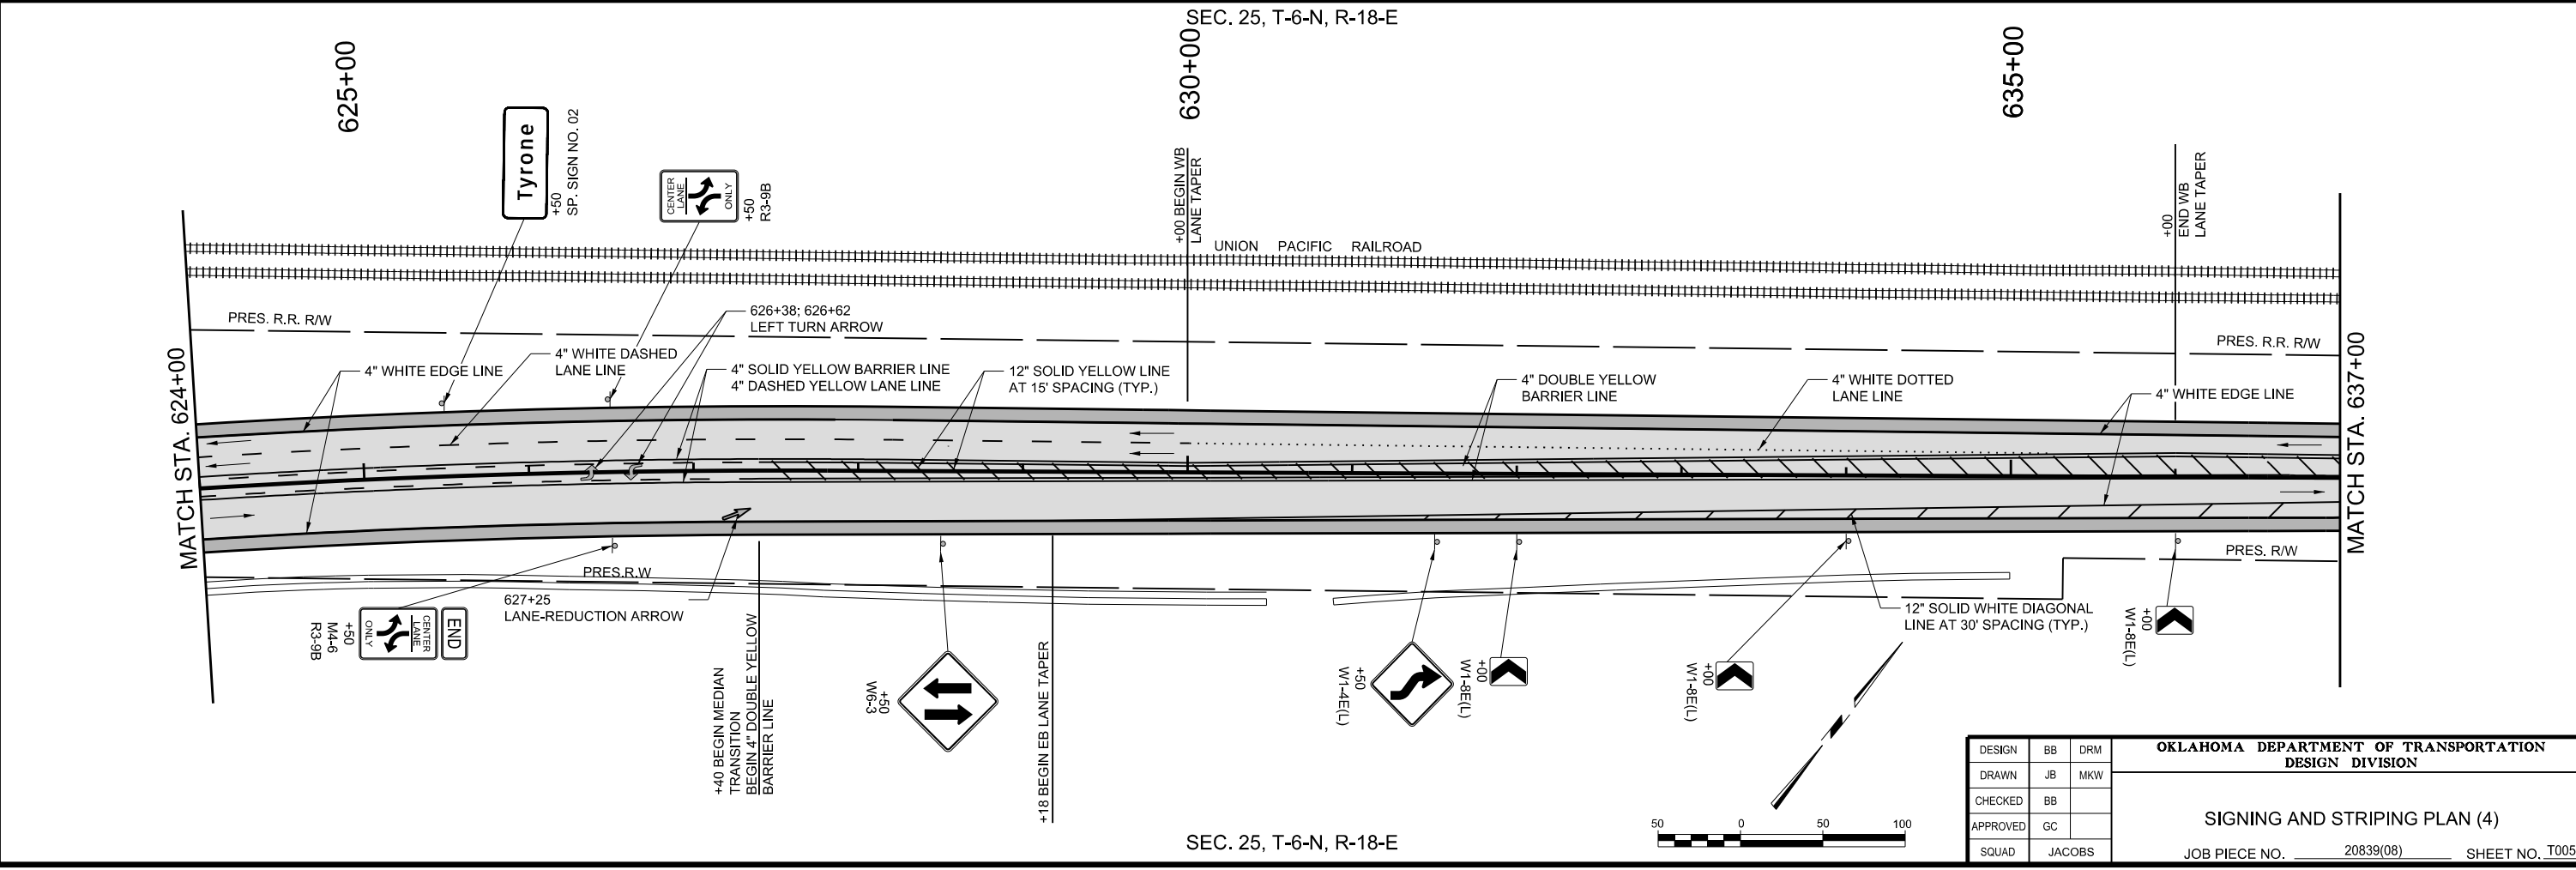 SEC. 25, T-6-N, R-18-E
625+00
630+00
635+00
Tyrone
+50
SP. SIGN NO. 02
CENTER
LANE
ONLY
+50
R3-9B
+00 BEGIN WB
LANE TAPER
+00
END WB
LANE TAPER
UNION PACIFIC RAILROAD
PRES. R.R. R/W
626+38; 626+62
LEFT TURN ARROW
PRES. R.R. R/W
MATCH STA. 624+00
4" WHITE EDGE LINE
4" WHITE DASHED
LANE LINE
4" SOLID YELLOW BARRIER LINE
4" DASHED YELLOW LANE LINE
12" SOLID YELLOW LINE
AT 15' SPACING (TYP.)
4" DOUBLE YELLOW
BARRIER LINE
4" WHITE DOTTED
LANE LINE
4" WHITE EDGE LINE
MATCH STA. 637+00
PRES.R.W
PRES. R/W
627+25
LANE-REDUCTION ARROW
END
CENTER
LANE
ONLY
+50
M4-6
R3-9B
+40 BEGIN MEDIAN
TRANSITION
BEGIN 4" DOUBLE YELLOW
BARRIER LINE
+50
W6-3
+18 BEGIN EB LANE TAPER
+50
W1-4E(L)
+00
W1-8E(L)
+00
W1-8E(L)
12" SOLID WHITE DIAGONAL
LINE AT 30' SPACING (TYP.)
+00
W1-8E(L)
50 0 50 100
SEC. 25, T-6-N, R-18-E
DESIGN BB DRM
DRAWN JB MKW
CHECKED BB
APPROVED GC
SQUAD JACOBS
OKLAHOMA DEPARTMENT OF TRANSPORTATION
DESIGN DIVISION
SIGNING AND STRIPING PLAN (4)
JOB PIECE NO. 20839(08) SHEET NO. T005